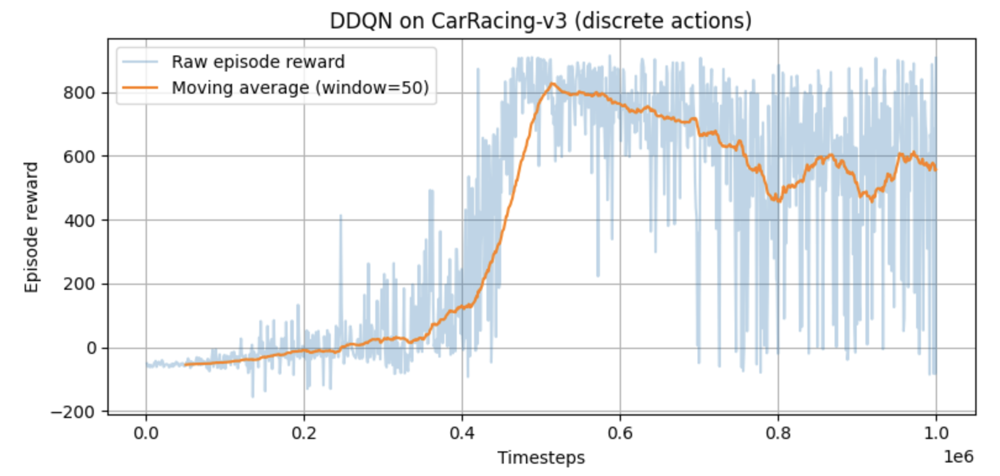 DDQN on CarRacing-v3 (discrete actions)
Raw episode reward
Moving average (window=50)
Episode reward
800
600
400
200
0
−200
0.0 0.2 0.4 0.6 0.8 1.0
1e6
Timesteps